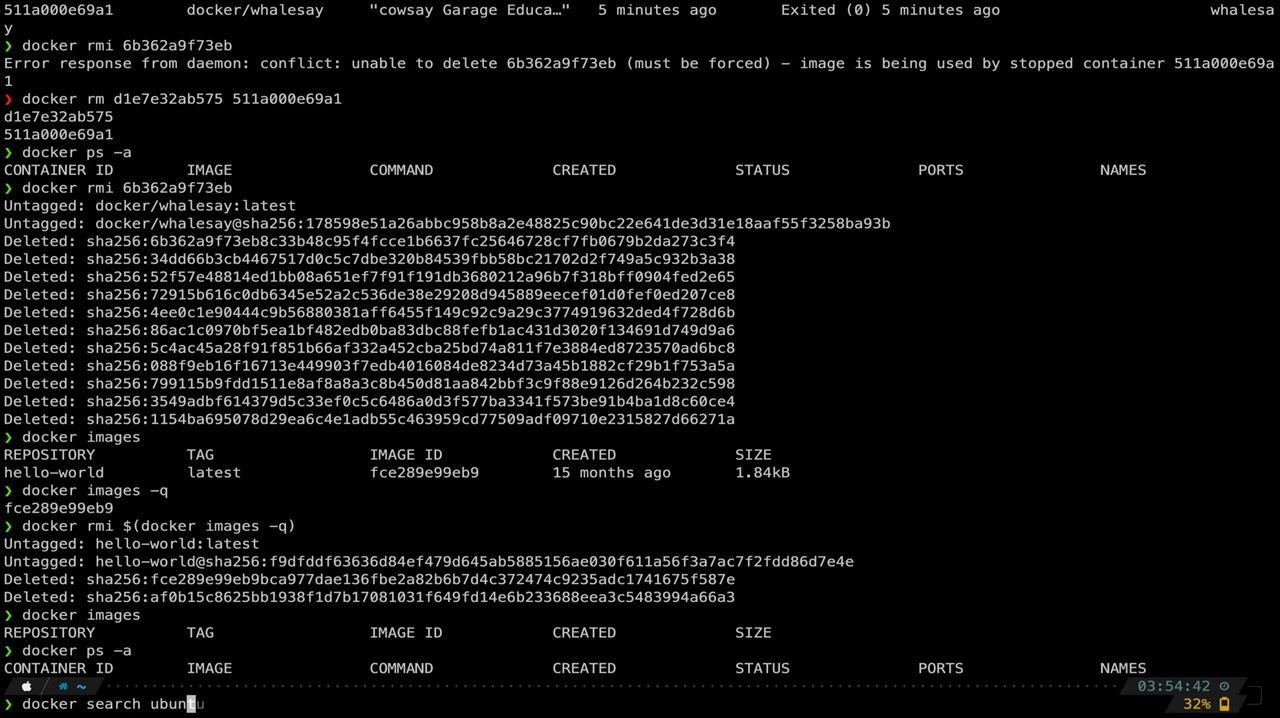 511a000e69a1        docker/whalesay     "cowsay Garage Educa…"   5 minutes ago       Exited (0) 5 minutes ago                       whalesa
y
❯ docker rmi 6b362a9f73eb
Error response from daemon: conflict: unable to delete 6b362a9f73eb (must be forced) - image is being used by stopped container 511a000e69a
1
❯ docker rm d1e7e32ab575 511a000e69a1
d1e7e32ab575
511a000e69a1
❯ docker ps -a
CONTAINER ID        IMAGE               COMMAND             CREATED             STATUS              PORTS               NAMES
❯ docker rmi 6b362a9f73eb
Untagged: docker/whalesay:latest
Untagged: docker/whalesay@sha256:178598e51a26abbc958b8a2e48825c90bc22e641de3d31e18aaf55f3258ba93b
Deleted: sha256:6b362a9f73eb8c33b48c95f4fcce1b6637fc25646728cf7fb0679b2da273c3f4
Deleted: sha256:34dd66b3cb4467517d0c5c7dbe320b84539fbb58bc21702d2f749a5c932b3a38
Deleted: sha256:52f57e48814ed1bb08a651ef7f91f191db3680212a96b7f318bff0904fed2e65
Deleted: sha256:72915b616c0db6345e52a2c536de38e29208d945889eecef01d0fef0ed207ce8
Deleted: sha256:4ee0c1e90444c9b56880381aff6455f149c92c9a29c3774919632ded4f728d6b
Deleted: sha256:86ac1c0970bf5ea1bf482edb0ba83dbc88fefb1ac431d3020f134691d749d9a6
Deleted: sha256:5c4ac45a28f91f851b66af332a452cba25bd74a811f7e3884ed8723570ad6bc8
Deleted: sha256:088f9eb16f16713e449903f7edb4016084de8234d73a45b1882cf29b1f753a5a
Deleted: sha256:799115b9fdd1511e8af8a8a3c8b450d81aa842bbf3c9f88e9126d264b232c598
Deleted: sha256:3549adbf614379d5c33ef0c5c6486a0d3f577ba3341f573be91b4ba1d8c60ce4
Deleted: sha256:1154ba695078d29ea6c4e1adb55c463959cd77509adf09710e2315827d66271a
❯ docker images
REPOSITORY          TAG                 IMAGE ID            CREATED             SIZE
hello-world         latest              fce289e99eb9        15 months ago       1.84kB
❯ docker images -q
fce289e99eb9
❯ docker rmi $(docker images -q)
Untagged: hello-world:latest
Untagged: hello-world@sha256:f9dfddf63636d84ef479d645ab5885156ae030f611a56f3a7ac7f2fdd86d7e4e
Deleted: sha256:fce289e99eb9bca977dae136fbe2a82b6b7d4c372474c9235adc1741675f587e
Deleted: sha256:af0b15c8625bb1938f1d7b17081031f649fd14e6b233688eea3c5483994a66a3
❯ docker images
REPOSITORY          TAG                 IMAGE ID            CREATED             SIZE
❯ docker ps -a
CONTAINER ID        IMAGE               COMMAND             CREATED             STATUS              PORTS               NAMES
~ 03:54:42
❯ docker search ubuntu 32%